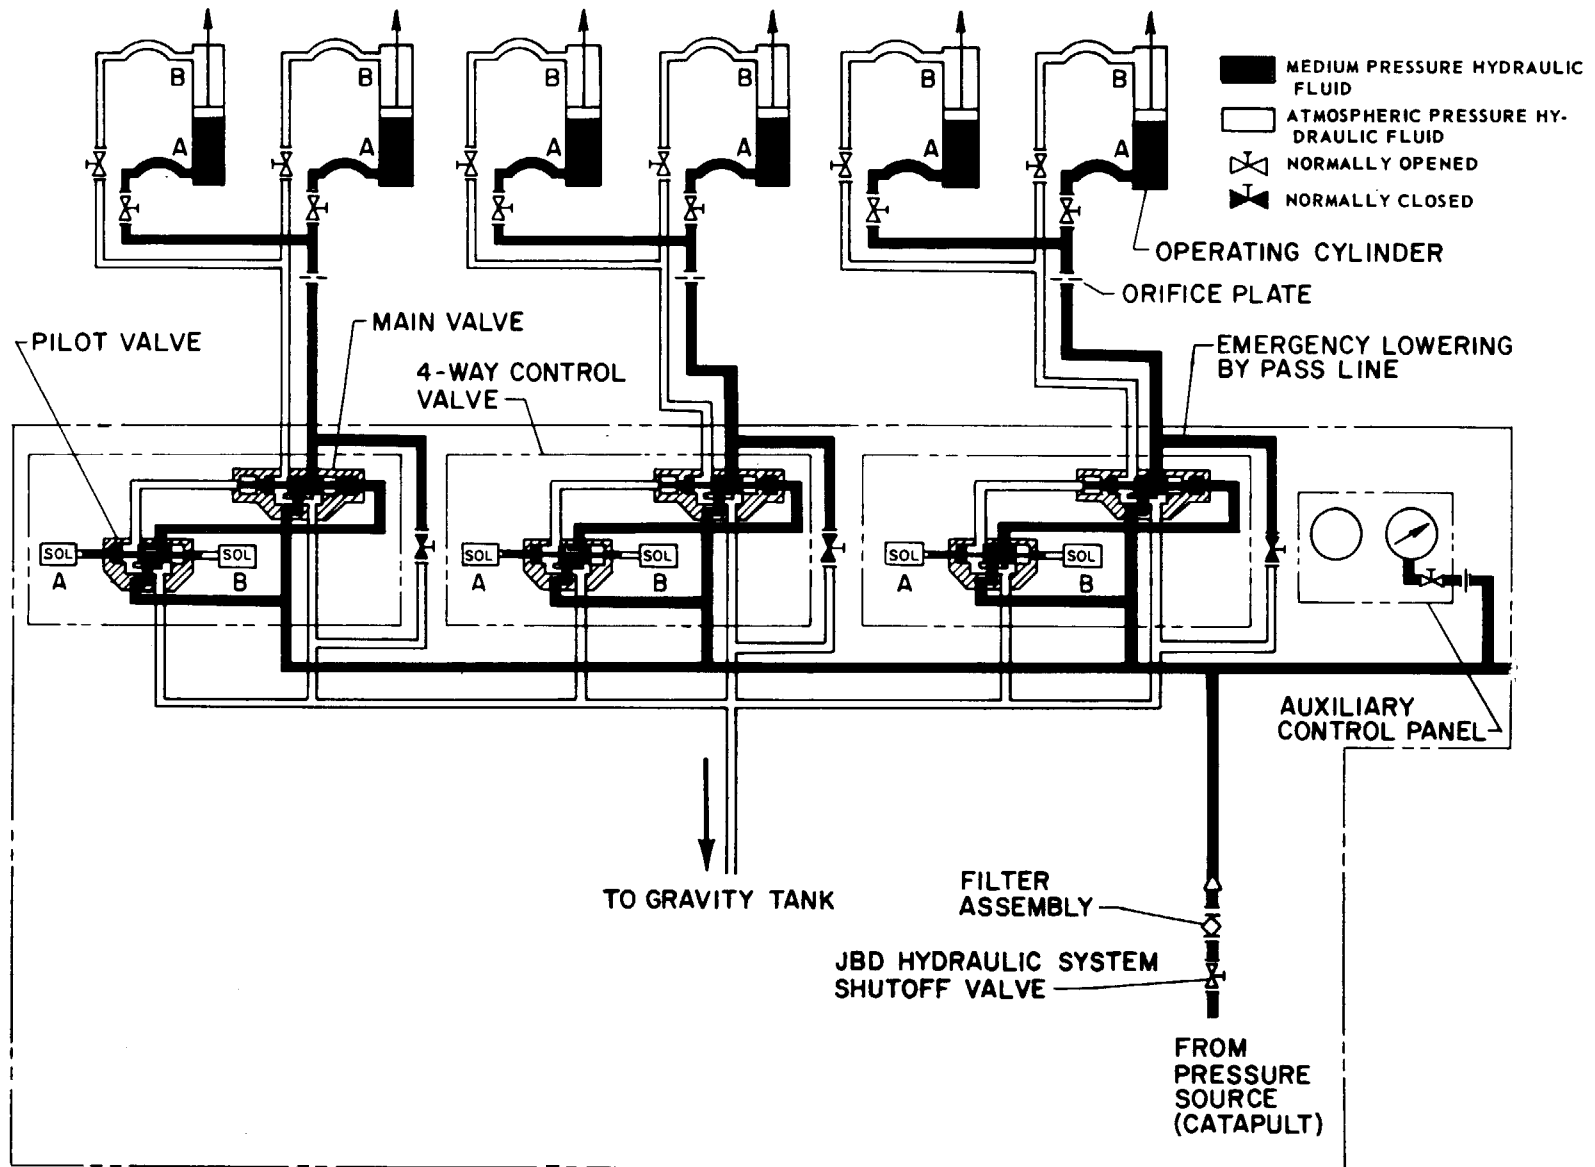 B
B
B
B
B
B
A
A
A
A
A
A
MEDIUM PRESSURE HYDRAULIC
FLUID
ATMOSPHERIC PRESSURE HY-
DRAULIC FLUID
NORMALLY OPENED
NORMALLY CLOSED
OPERATING CYLINDER
ORIFICE PLATE
PILOT VALVE
MAIN VALVE
4-WAY CONTROL
VALVE
EMERGENCY LOWERING
BY PASS LINE
SOL
A
SOL
B
SOL
A
SOL
B
SOL
A
SOL
B
AUXILIARY
CONTROL PANEL
TO GRAVITY TANK
FILTER
ASSEMBLY
JBD HYDRAULIC SYSTEM
SHUTOFF VALVE
FROM
PRESSURE
SOURCE
(CATAPULT)